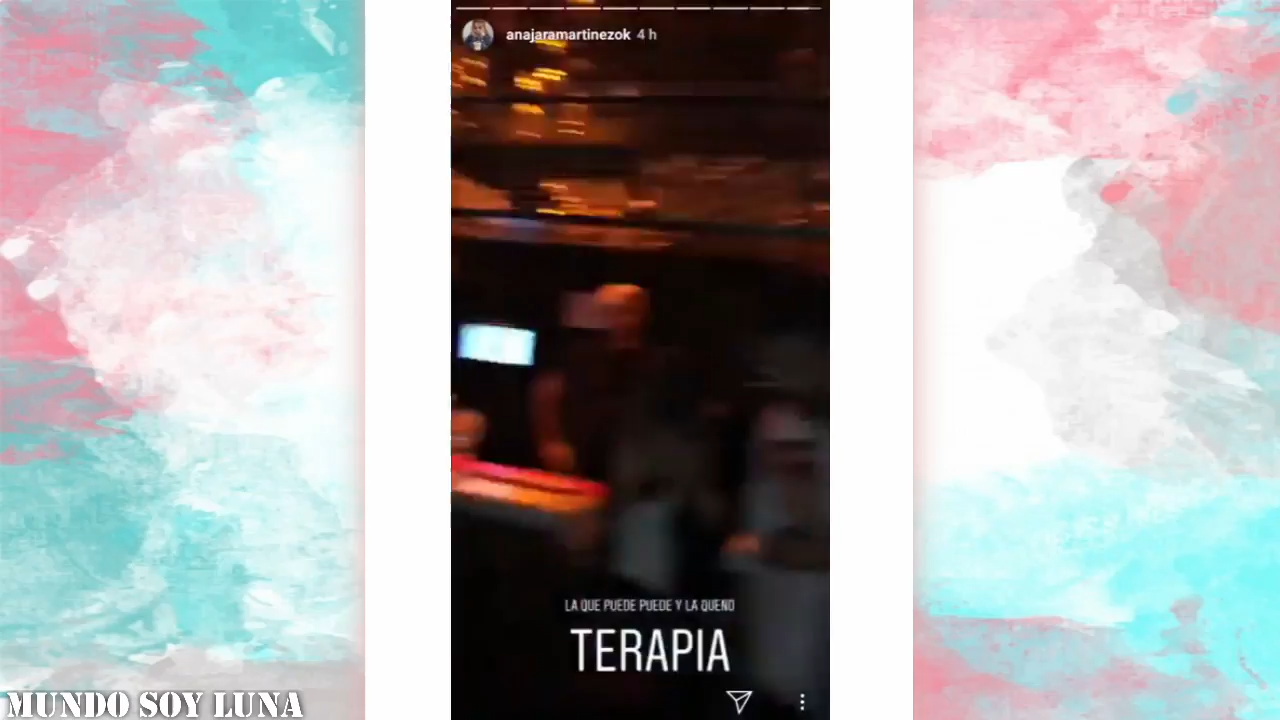 anajaramartinezok 4 h
LA QUE PUEDE PUEDE Y LA QUENO
TERAPIA
MUNDO SOY LUNA